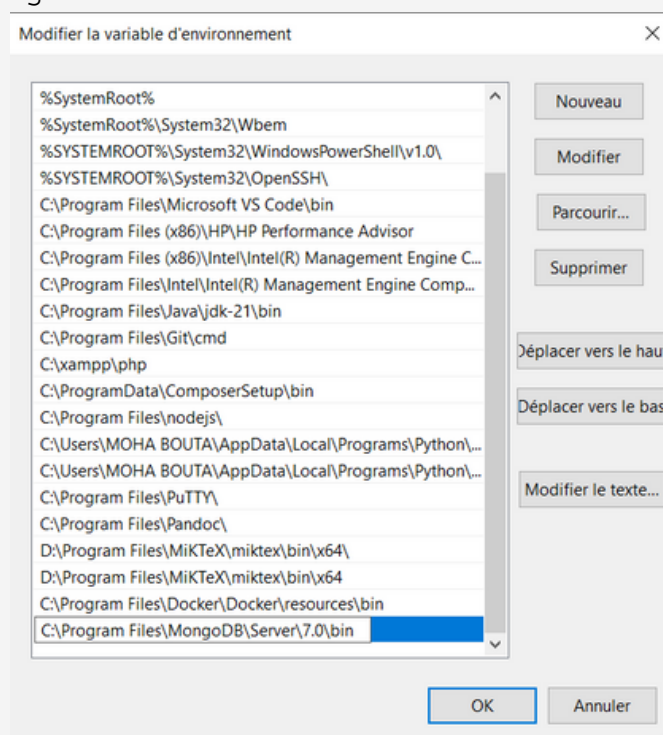 Modifier la variable d'environnement
%SystemRoot%
%SystemRoot%\System32\Wbem
%SYSTEMROOT%\System32\WindowsPowerShell\v1.0\
%SYSTEMROOT%\System32\OpenSSH\
C:\Program Files\Microsoft VS Code\bin
C:\Program Files (x86)\HP\HP Performance Advisor
C:\Program Files (x86)\Intel\Intel(R) Management Engine C...
C:\Program Files\Intel\Intel(R) Management Engine Comp...
C:\Program Files\Java\jdk-21\bin
C:\Program Files\Git\cmd
C:\xampp\php
C:\ProgramData\ComposerSetup\bin
C:\Program Files\nodejs\
C:\Users\MOHA BOUTA\AppData\Local\Programs\Python\...
C:\Users\MOHA BOUTA\AppData\Local\Programs\Python\...
C:\Program Files\PuTTY\
C:\Program Files\Pandoc\
D:\Program Files\MiKTeX\miktex\bin\x64\
D:\Program Files\MiKTeX\miktex\bin\x64
C:\Program Files\Docker\Docker\resources\bin
C:\Program Files\MongoDB\Server\7.0\bin
Nouveau
Modifier
Parcourir...
Supprimer
Déplacer vers le hau
Déplacer vers le bas
Modifier le texte...
OK
Annuler